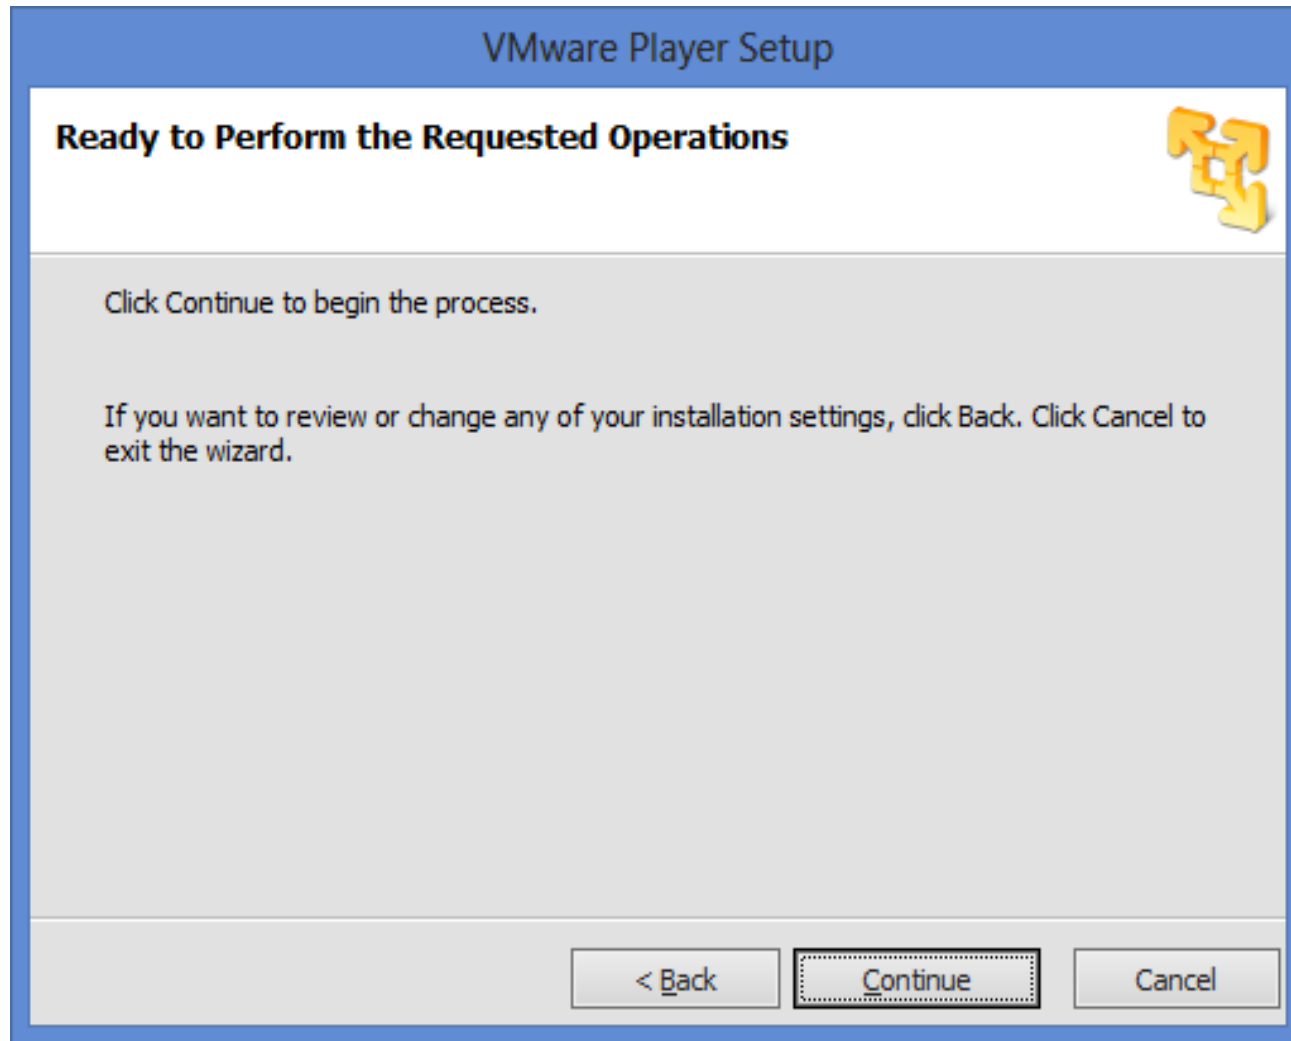 VMware Player Setup
Ready to Perform the Requested Operations
Click Continue to begin the process.
If you want to review or change any of your installation settings, click Back. Click Cancel to
exit the wizard.
< Back
Continue
Cancel